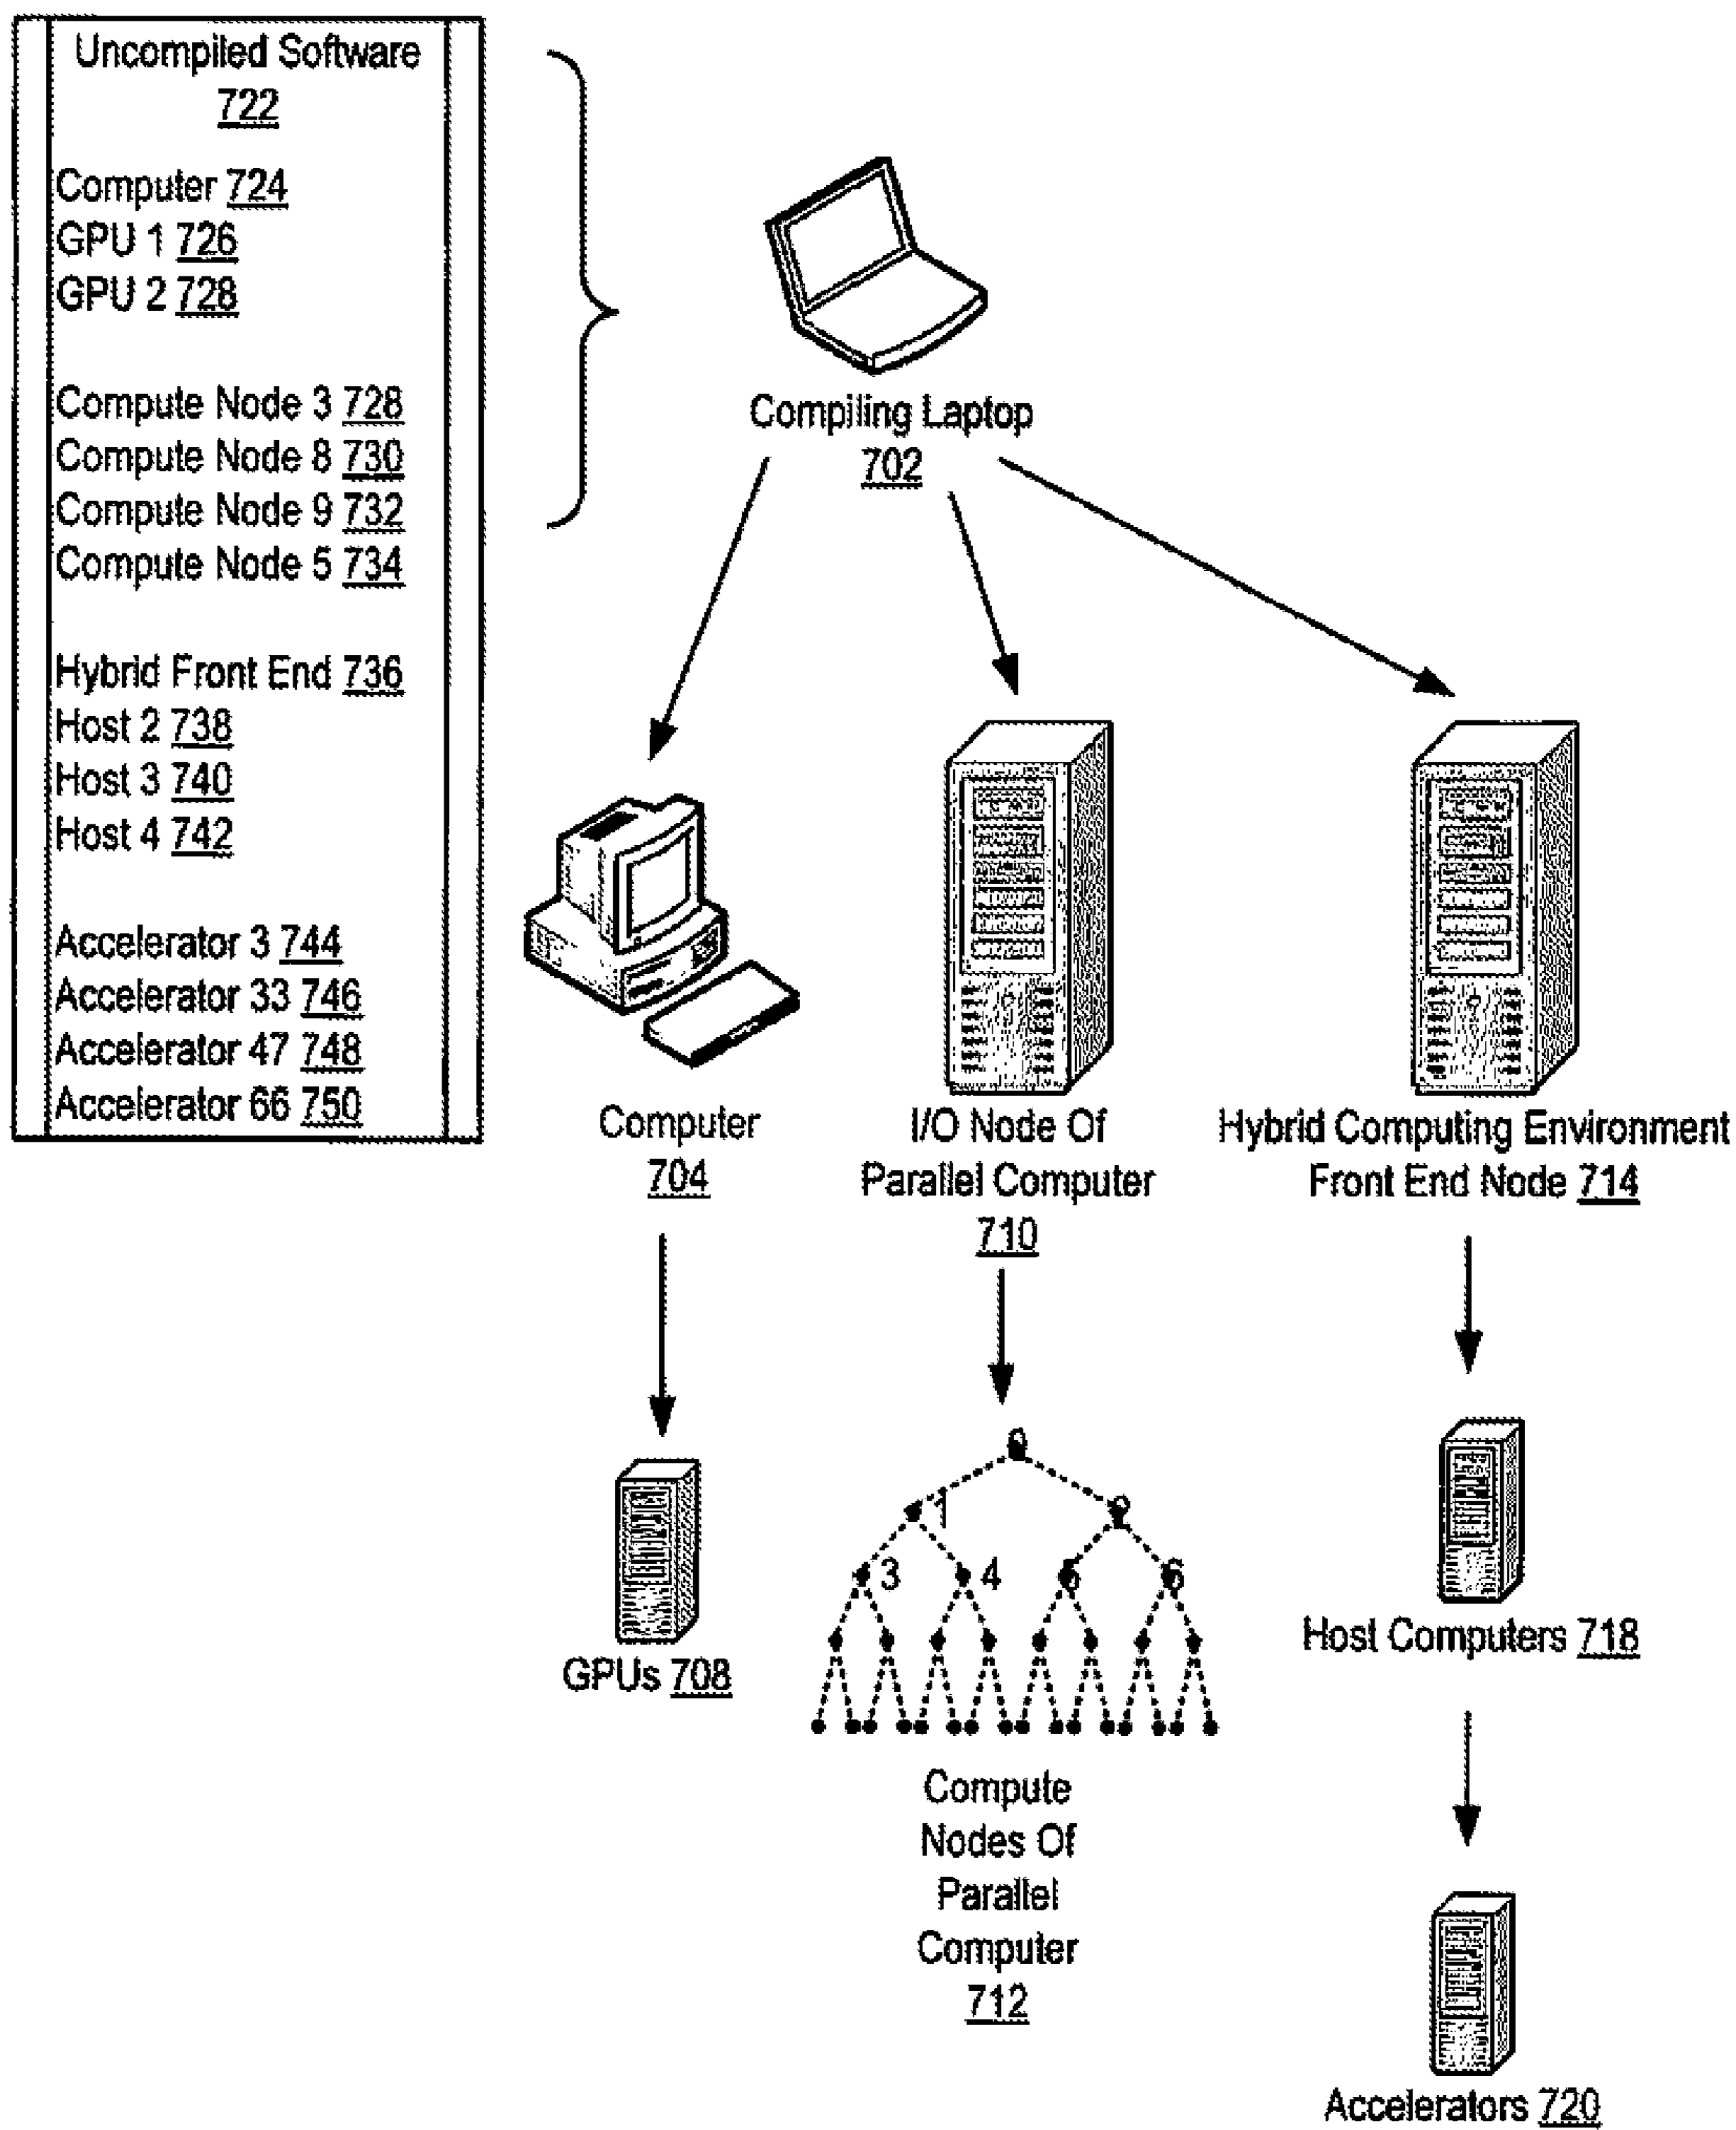 Uncompiled Software
722
Computer 724
GPU 1 726
GPU 2 728
Compute Node 3 728
Compute Node 8 730
Compute Node 9 732
Compute Node 5 734
Hybrid Front End 736
Host 2 738
Host 3 740
Host 4 742
Accelerator 3 744
Accelerator 33 746
Accelerator 47 748
Accelerator 66 750
Compiling Laptop
702
Computer
704
I/O Node Of
Parallel Computer
710
Hybrid Computing Environment
Front End Node 714
GPUs 708
0
1 2
3 4 5 6
Compute
Nodes Of
Parallel
Computer
712
Host Computers 718
Accelerators 720